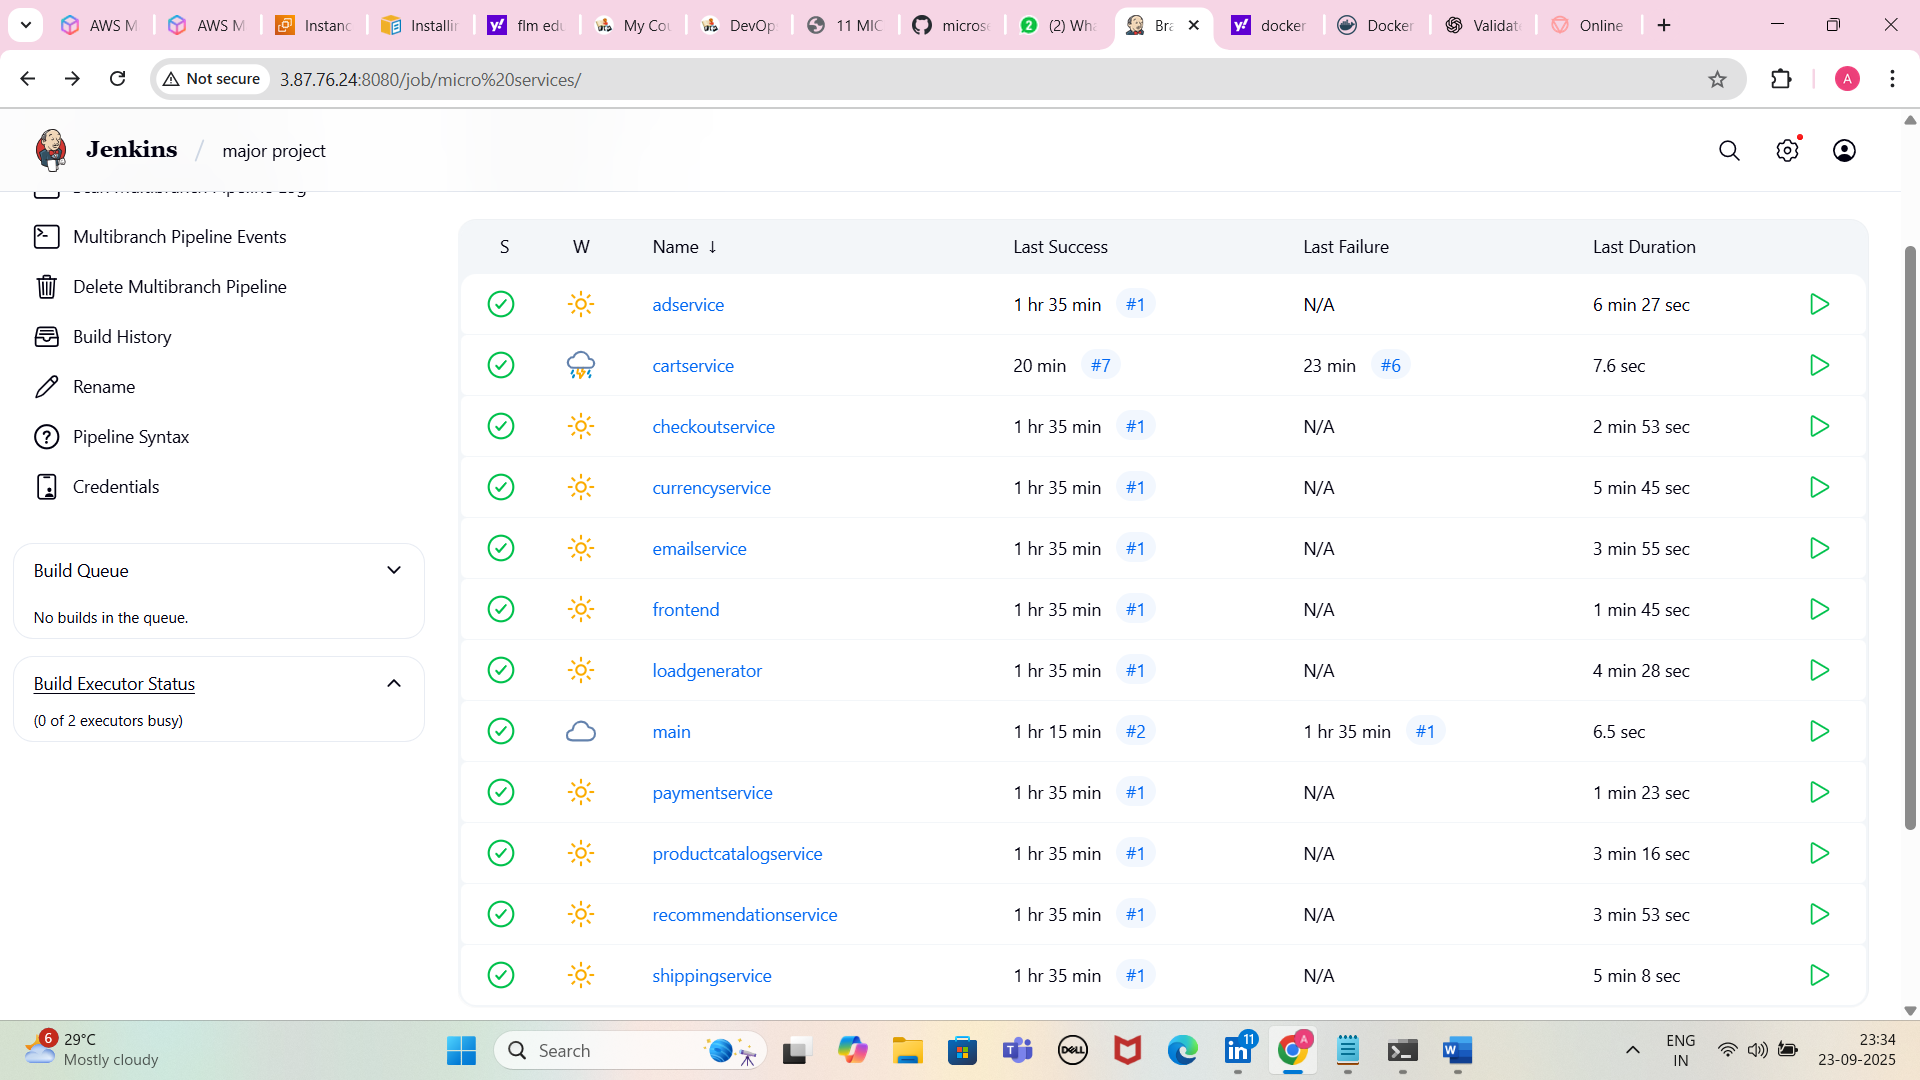 AWS M
AWS M
Instanc
Installin
flm edu
My Cou
DevOp
11 MIC
microse
(2) Wha
Bra
docker
Docker
Validate
Online
Not secure 3.87.76.24:8080/job/micro%20services/
A
Jenkins / major project
Multibranch Pipeline Events
Delete Multibranch Pipeline
Build History
Rename
Pipeline Syntax
Credentials
Build Queue
No builds in the queue.
Build Executor Status
(0 of 2 executors busy)
S W Name ↓ Last Success Last Failure Last Duration
adservice 1 hr 35 min #1 N/A 6 min 27 sec
cartservice 20 min #7 23 min #6 7.6 sec
checkoutservice 1 hr 35 min #1 N/A 2 min 53 sec
currencyservice 1 hr 35 min #1 N/A 5 min 45 sec
emailservice 1 hr 35 min #1 N/A 3 min 55 sec
frontend 1 hr 35 min #1 N/A 1 min 45 sec
loadgenerator 1 hr 35 min #1 N/A 4 min 28 sec
main 1 hr 15 min #2 1 hr 35 min #1 6.5 sec
paymentservice 1 hr 35 min #1 N/A 1 min 23 sec
productcatalogservice 1 hr 35 min #1 N/A 3 min 16 sec
recommendationservice 1 hr 35 min #1 N/A 3 min 53 sec
shippingservice 1 hr 35 min #1 N/A 5 min 8 sec
6
29°C
Mostly cloudy
Search
DELL
11
A
ENG
IN
23:34
23-09-2025